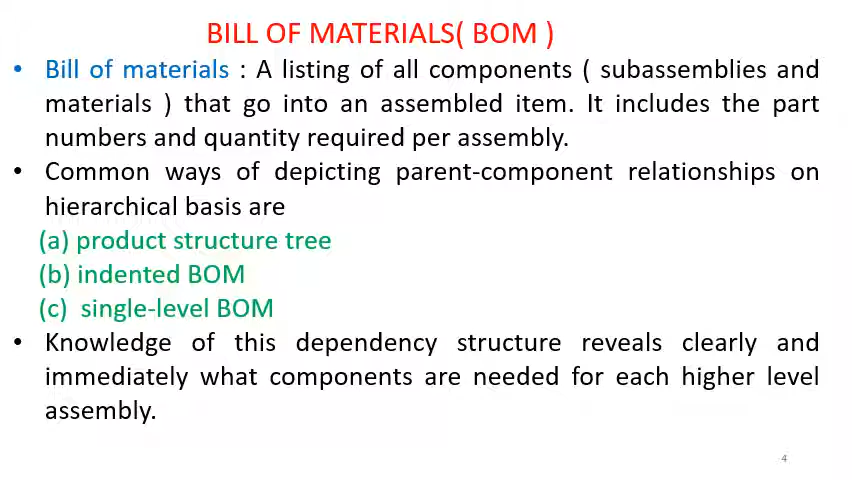 BILL OF MATERIALS( BOM )
• Bill of materials : A listing of all components ( subassemblies and
materials ) that go into an assembled item. It includes the part
numbers and quantity required per assembly.
• Common ways of depicting parent-component relationships on
hierarchical basis are
(a) product structure tree
(b) indented BOM
(c) single-level BOM
• Knowledge of this dependency structure reveals clearly and
immediately what components are needed for each higher level
assembly.
4